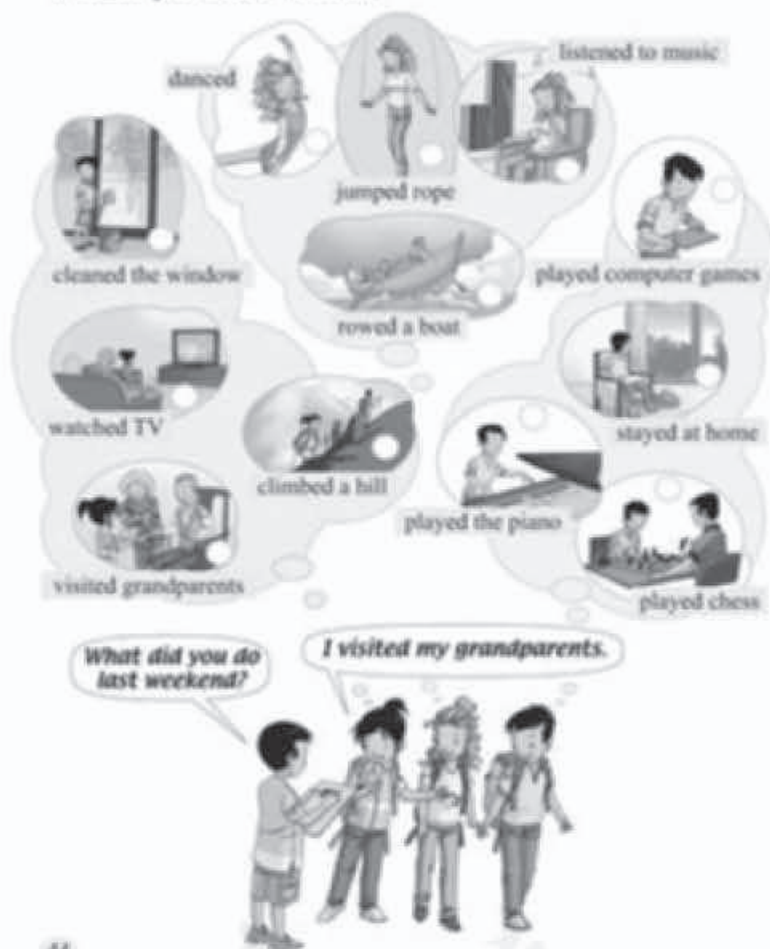 danced
listened to music
jumped rope
cleaned the window
played computer games
rowed a boat
watched TV
stayed at home
climbed a hill
played the piano
visited grandparents
played chess
What did you do
last weekend?
I visited my grandparents.